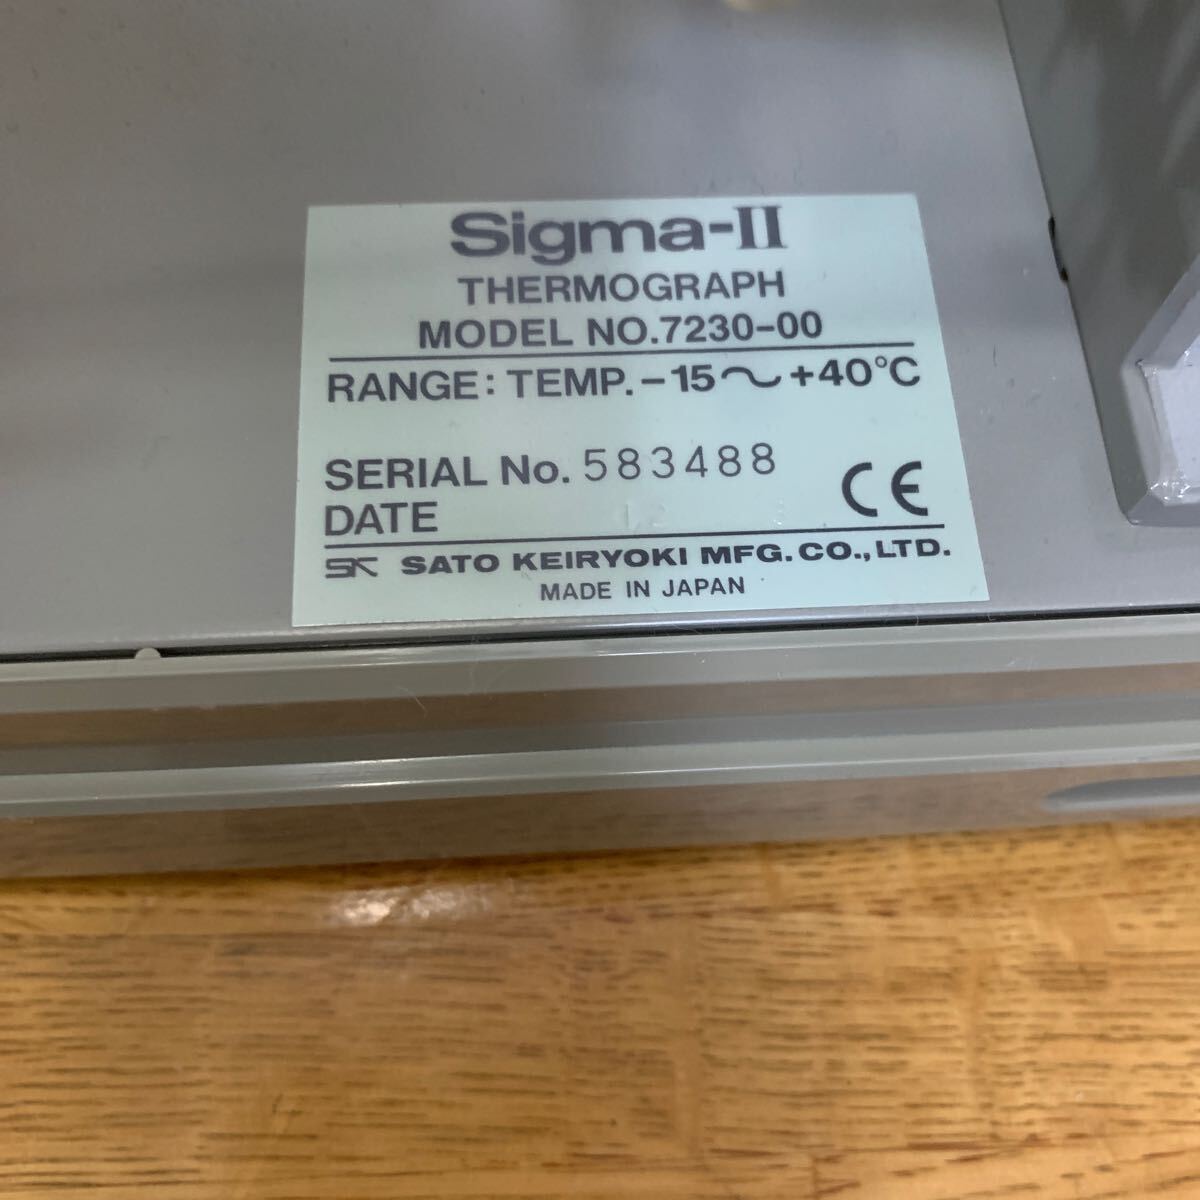 Sigma-II
THERMOGRAPH
MODEL NO.7230-00
RANGE: TEMP. -15～+40°C
SERIAL No. 583488
DATE
CE
SK SATO KEIRYOKI MFG. CO., LTD.
MADE IN JAPAN